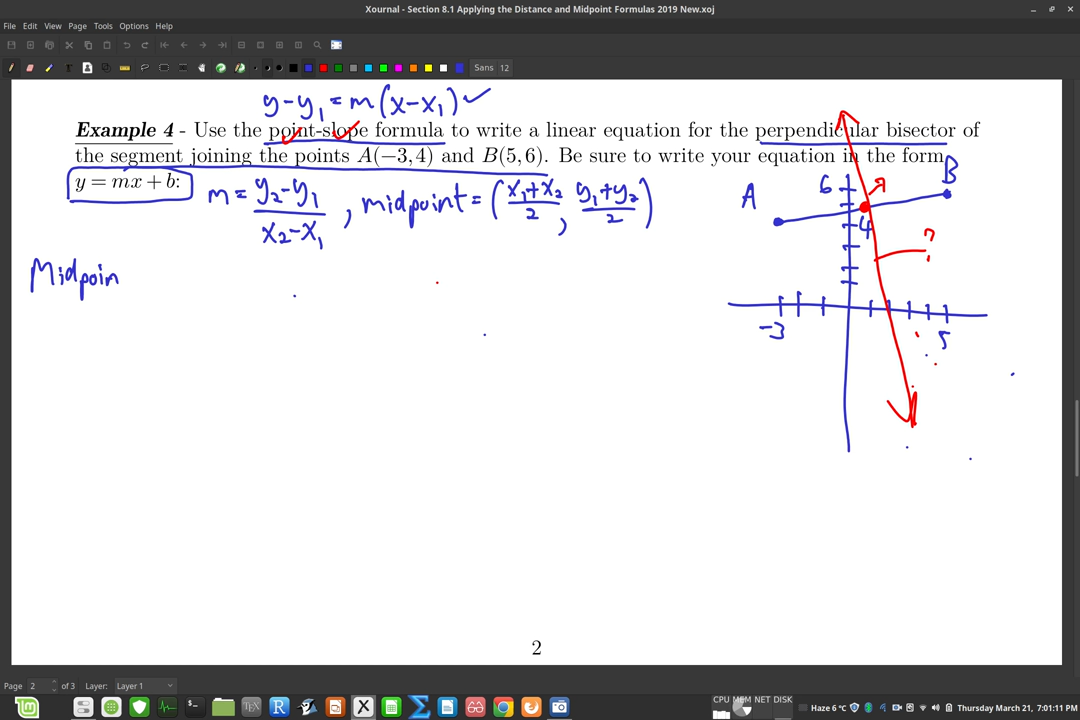 Xournal - Section 8.1 Applying the Distance and Midpoint Formulas 2019 New.xoj
File Edit View Page Tools Options Help
Sans 12
y-y₁=m(x-x₁)
Example 4 - Use the point-slope formula to write a linear equation for the perpendicular bisector of
the segment joining the points A(−3, 4) and B(5, 6). Be sure to write your equation in the form
y = mx + b:
m = (y₂-y₁)/(x₂-x₁), midpoint = ((x₁+x₂)/2, (y₁+y₂)/2)
A 6 ? B
4
?
-3 5
Midpoin
2
Page 2 of 3 Layer: Layer 1
CPU MEM NET DISK
Haze 6 °C
Thursday March 21, 7:01:11 PM